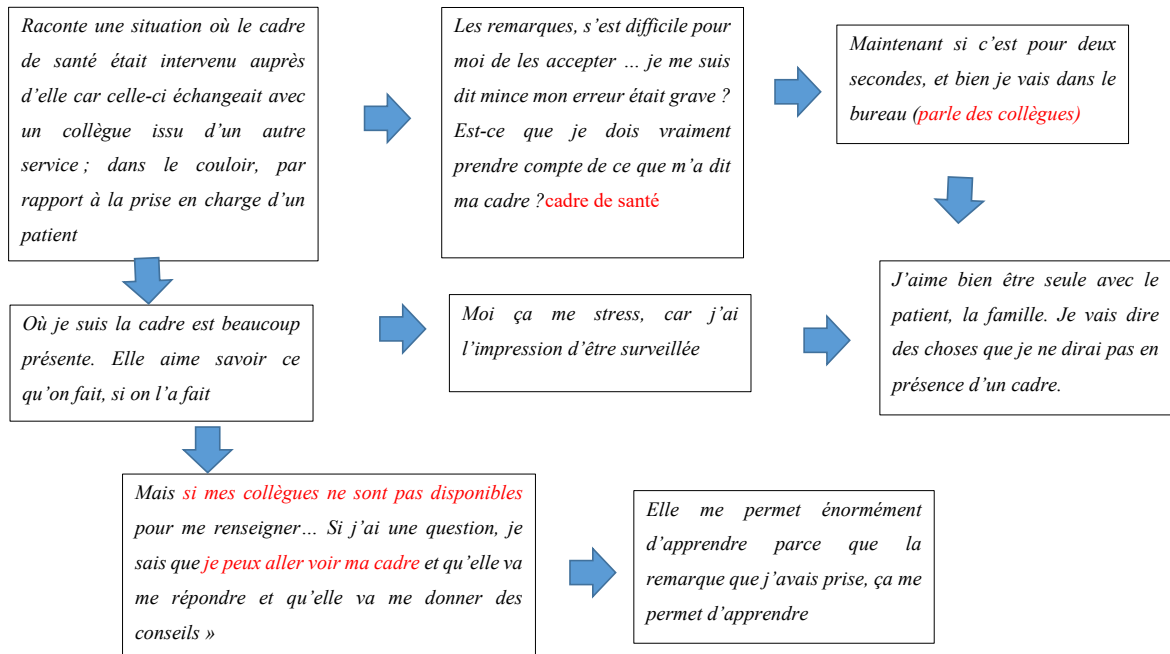 Raconte une situation où le cadre
de santé était intervenu auprès
d’elle car celle-ci échangeait avec
un collègue issu d’un autre
service ; dans le couloir, par
rapport à la prise en charge d’un
patient
Les remarques, s’est difficile pour
moi de les accepter … je me suis
dit mince mon erreur était grave ?
Est-ce que je dois vraiment
prendre compte de ce que m’a dit
ma cadre ?cadre de santé
Maintenant si c’est pour deux
secondes, et bien je vais dans le
bureau (parle des collègues)
Où je suis la cadre est beaucoup
présente. Elle aime savoir ce
qu’on fait, si on l’a fait
Moi ça me stress, car j’ai
l’impression d’être surveillée
J’aime bien être seule avec le
patient, la famille. Je vais dire
des choses que je ne dirai pas en
présence d’un cadre.
Mais si mes collègues ne sont pas disponibles
pour me renseigner… Si j’ai une question, je
sais que je peux aller voir ma cadre et qu’elle va
me répondre et qu’elle va me donner des
conseils »
Elle me permet énormément
d’apprendre parce que la
remarque que j’avais prise, ça me
permet d’apprendre